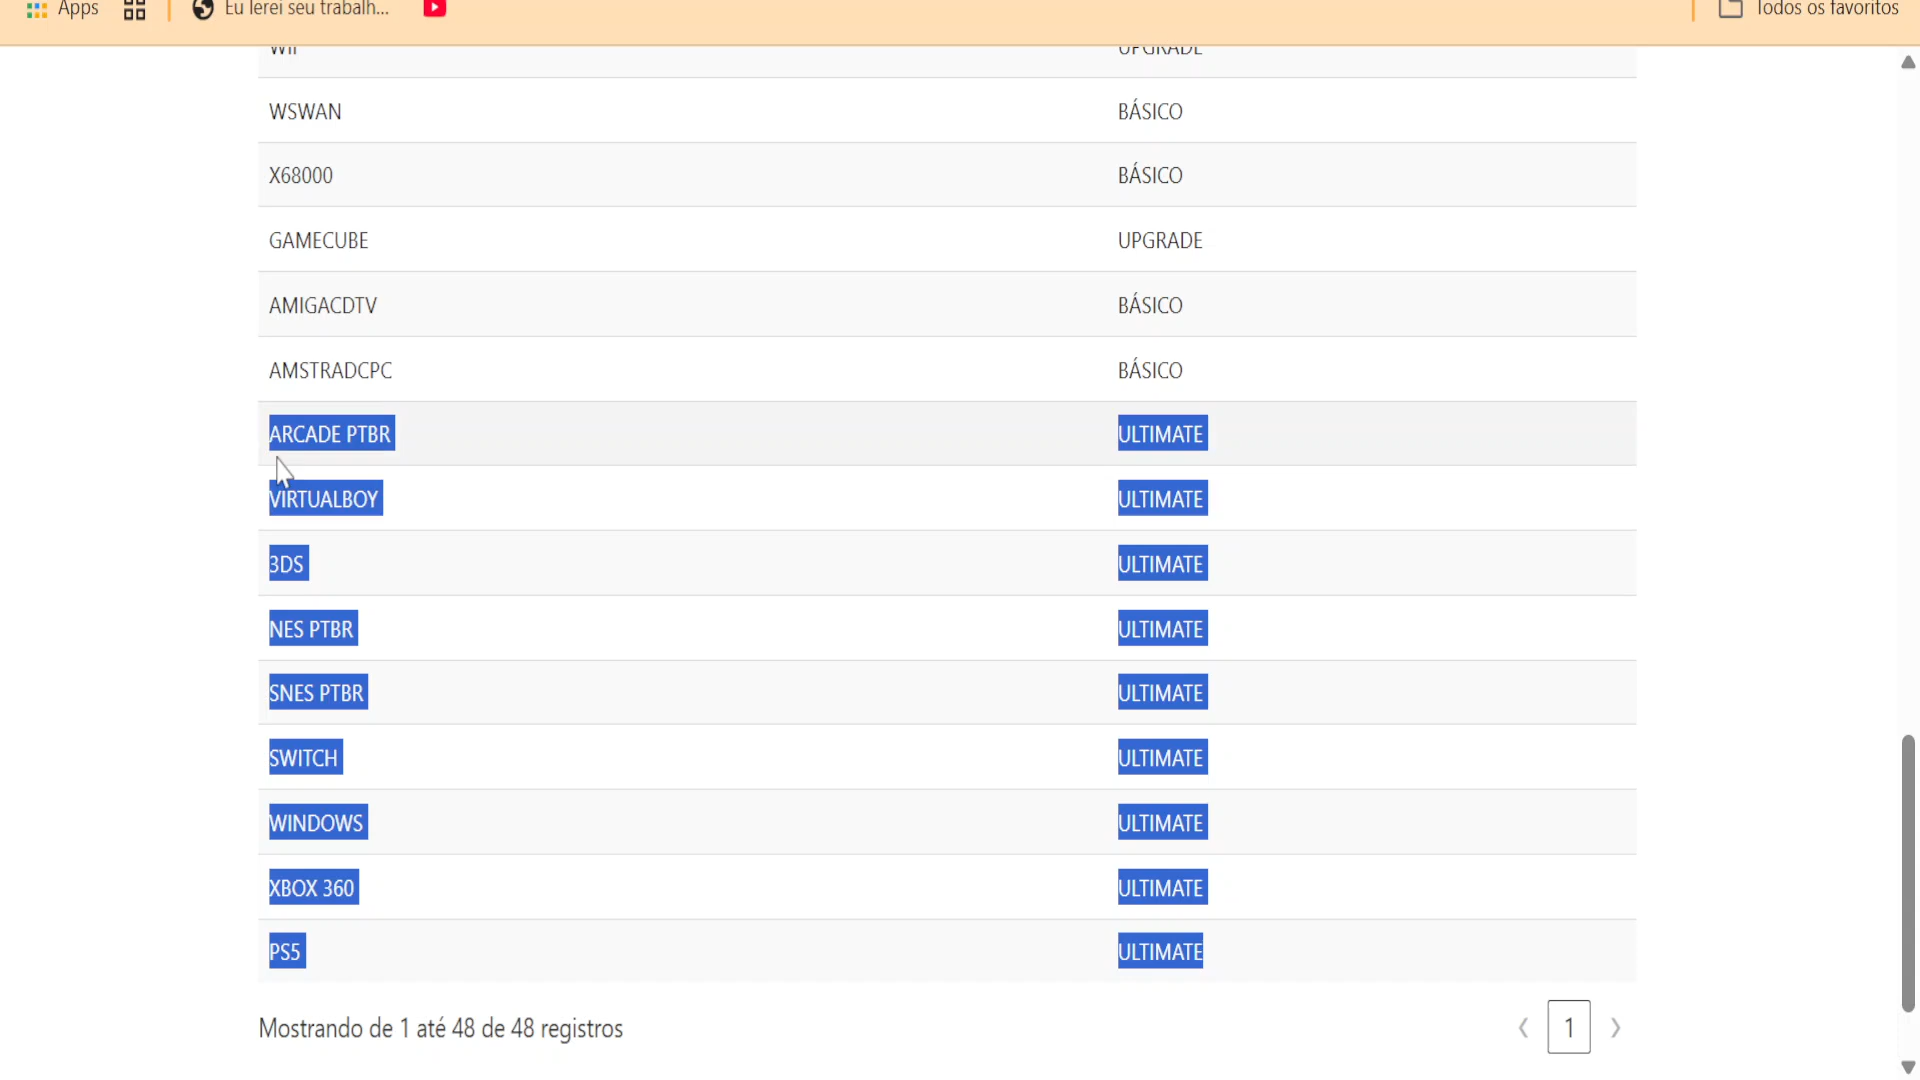 Apps
Eu lerei seu trabalh...
Todos os favoritos
WII UPGRADE
WSWAN BÁSICO
X68000 BÁSICO
GAMECUBE UPGRADE
AMIGACDTV BÁSICO
AMSTRADCPC BÁSICO
ARCADE PTBR ULTIMATE
VIRTUALBOY ULTIMATE
3DS ULTIMATE
NES PTBR ULTIMATE
SNES PTBR ULTIMATE
SWITCH ULTIMATE
WINDOWS ULTIMATE
XBOX 360 ULTIMATE
PS5 ULTIMATE
Mostrando de 1 até 48 de 48 registros
1